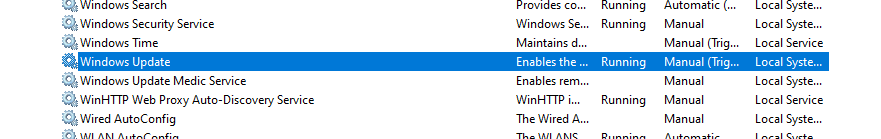 Windows Search Provides co... Running Automatic (... Local Syste...
Windows Security Service Windows Se... Running Manual Local Syste...
Windows Time Maintains d... Manual (Trig... Local Service
Windows Update Enables the ... Running Manual (Trig... Local Syste...
Windows Update Medic Service Enables rem... Manual Local Syste...
WinHTTP Web Proxy Auto-Discovery Service WinHTTP i... Running Manual Local Service
Wired AutoConfig The Wired A... Manual Local Syste...
WLAN AutoConfig The WLANS... Running Automatic Local Syste...